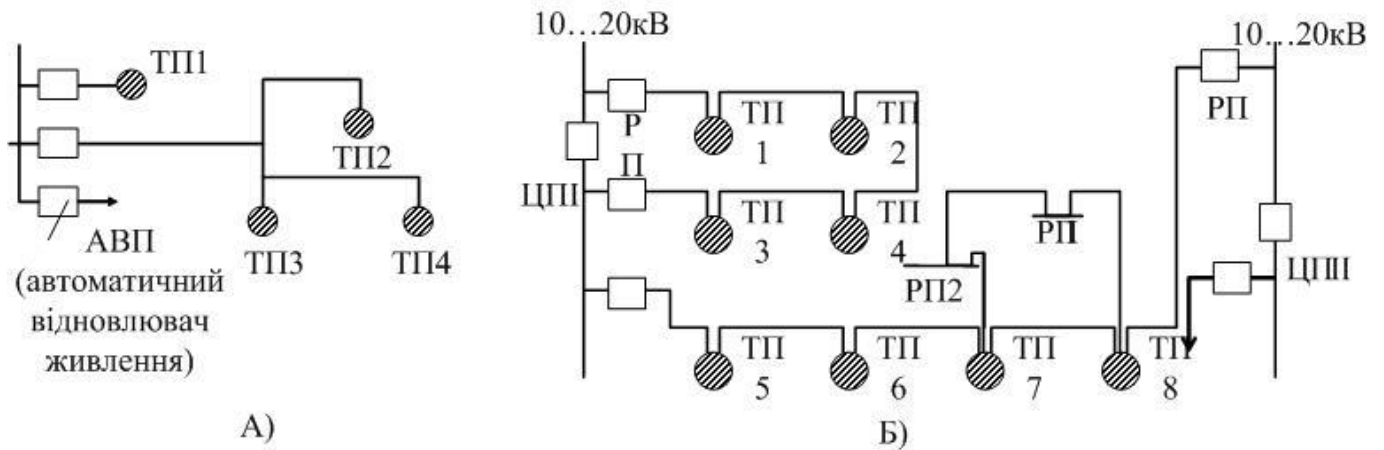 ТП1
ТП2
ТП3
ТП4
АВП
(автоматичний
відновлювач
живлення)
А)
10…20кВ
10…20кВ
РП
Р
П
ЦПІ
ТП
1
ТП
2
ТП
3
ТП
4
РП1
РП2
ЦПІІ
ТП
5
ТП
6
ТП
7
ТП
8
Б)